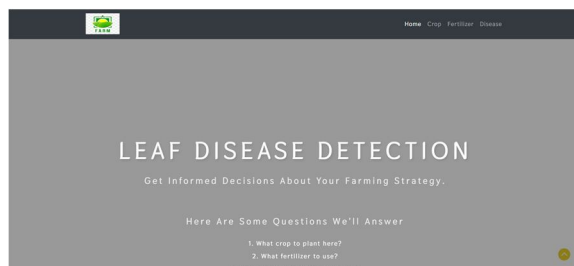 FARM
Home Crop Fertilizer Disease
LEAF DISEASE DETECTION
Get Informed Decisions About Your Farming Strategy.
Here Are Some Questions We'll Answer
1. What crop to plant here?
2. What fertilizer to use?